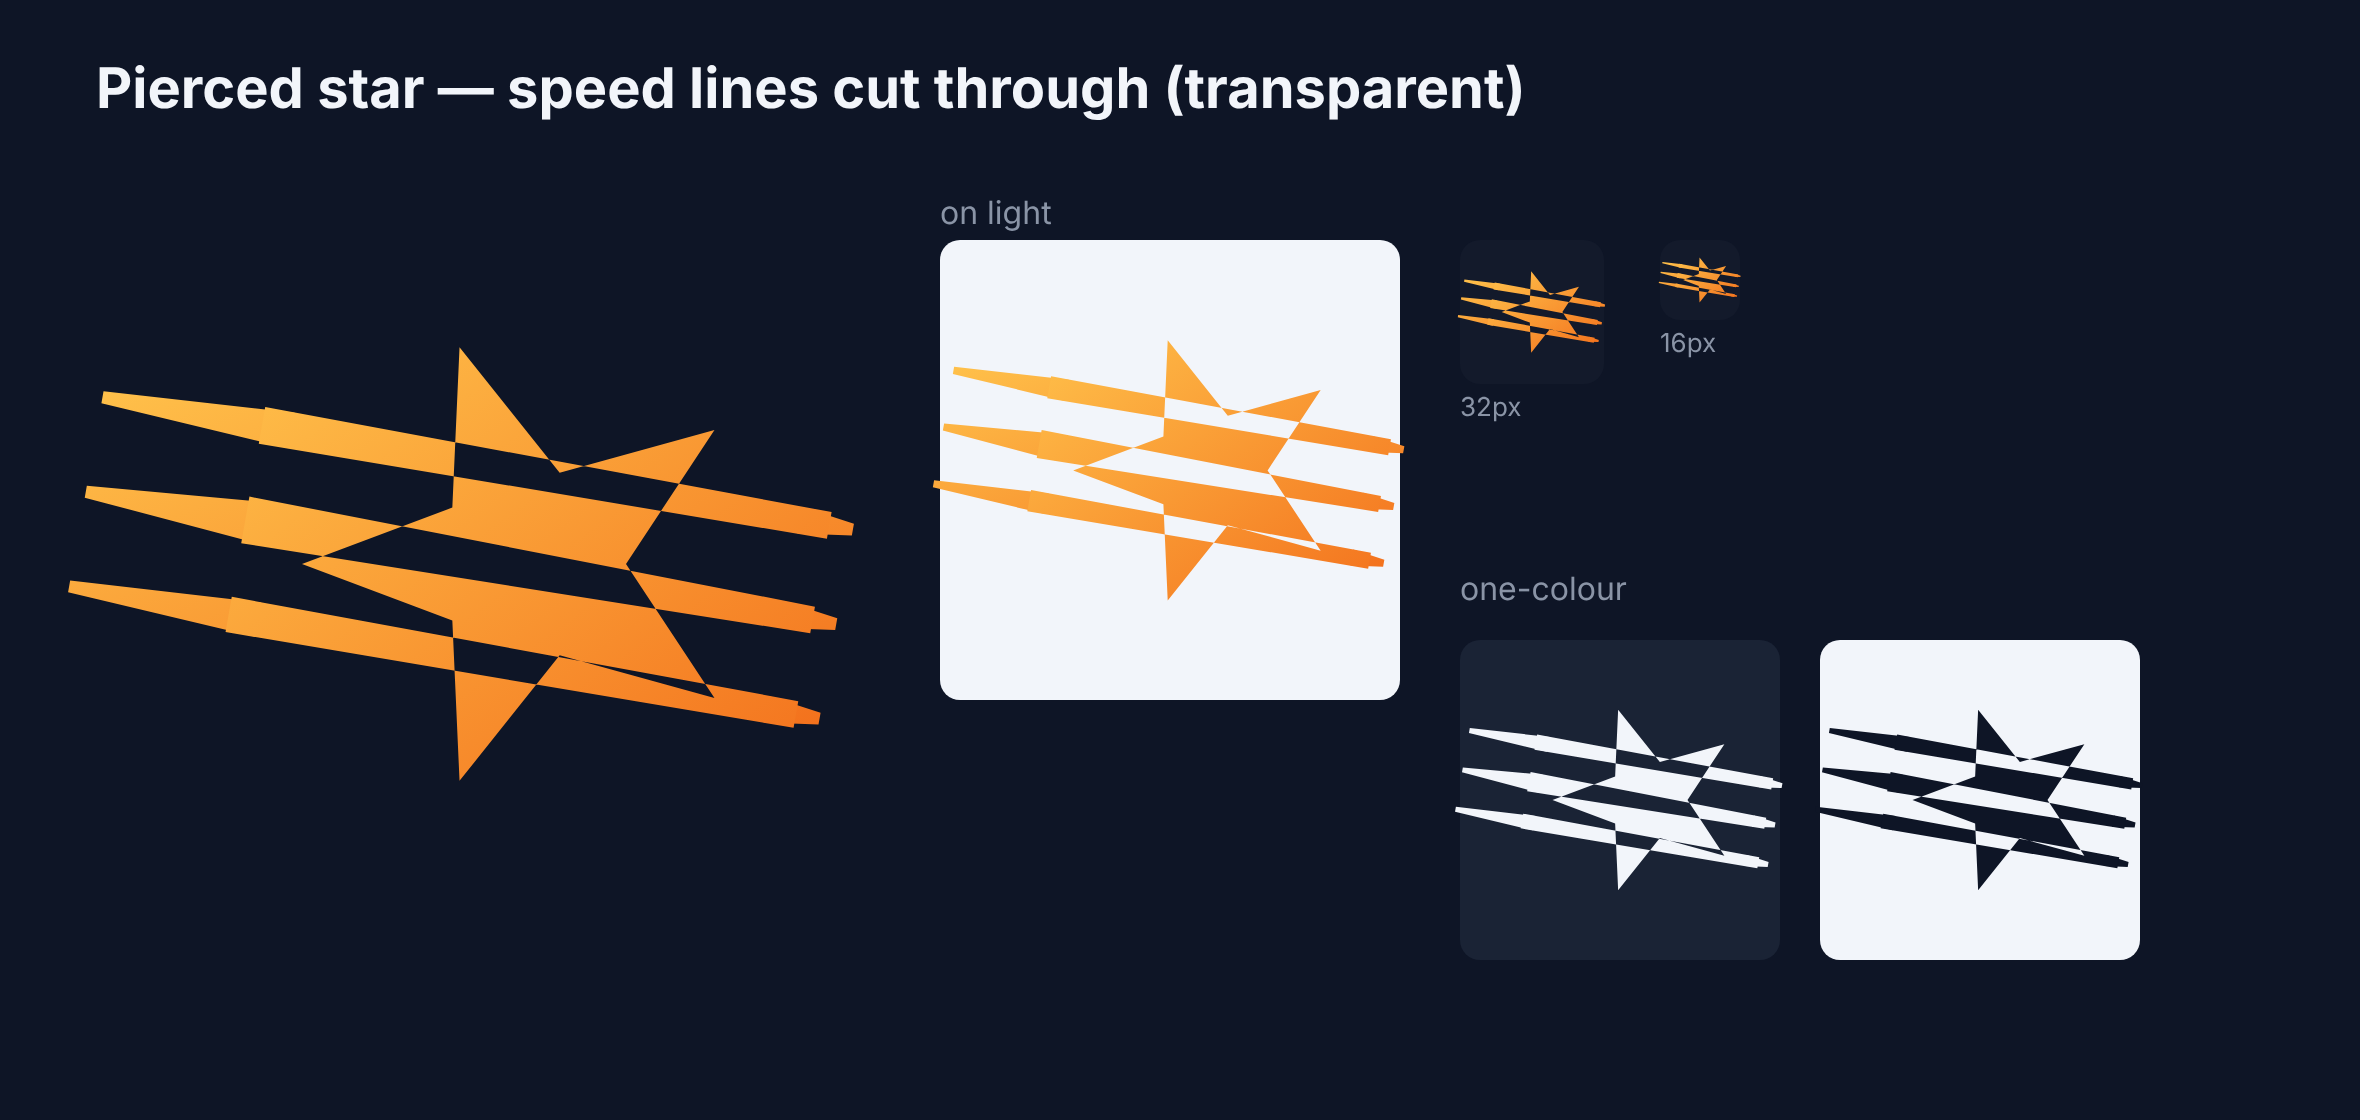 Pierced star — speed lines cut through (transparent)
on light
32px
16px
one-colour